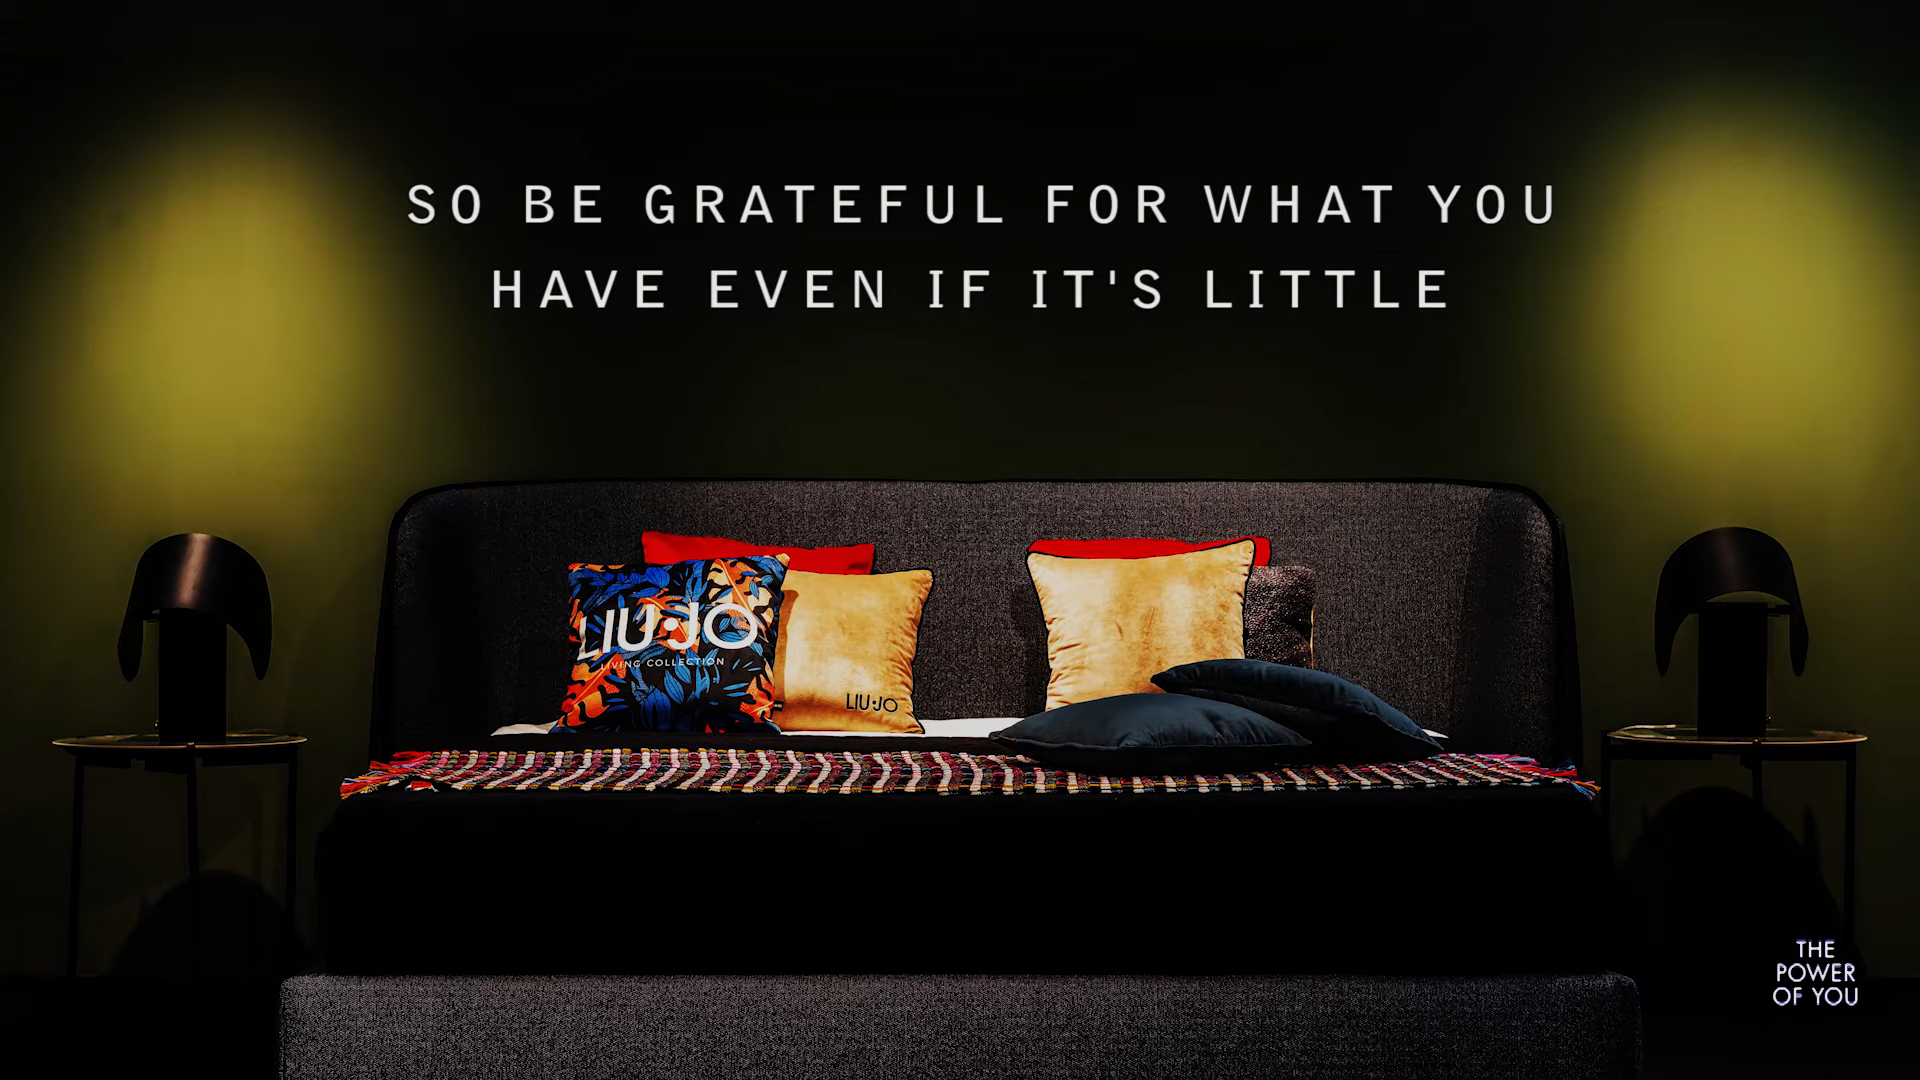 SO BE GRATEFUL FOR WHAT YOU
HAVE EVEN IF IT'S LITTLE
LIU·JO
LIVING COLLECTION
LIU·JO
THE
POWER
OF YOU